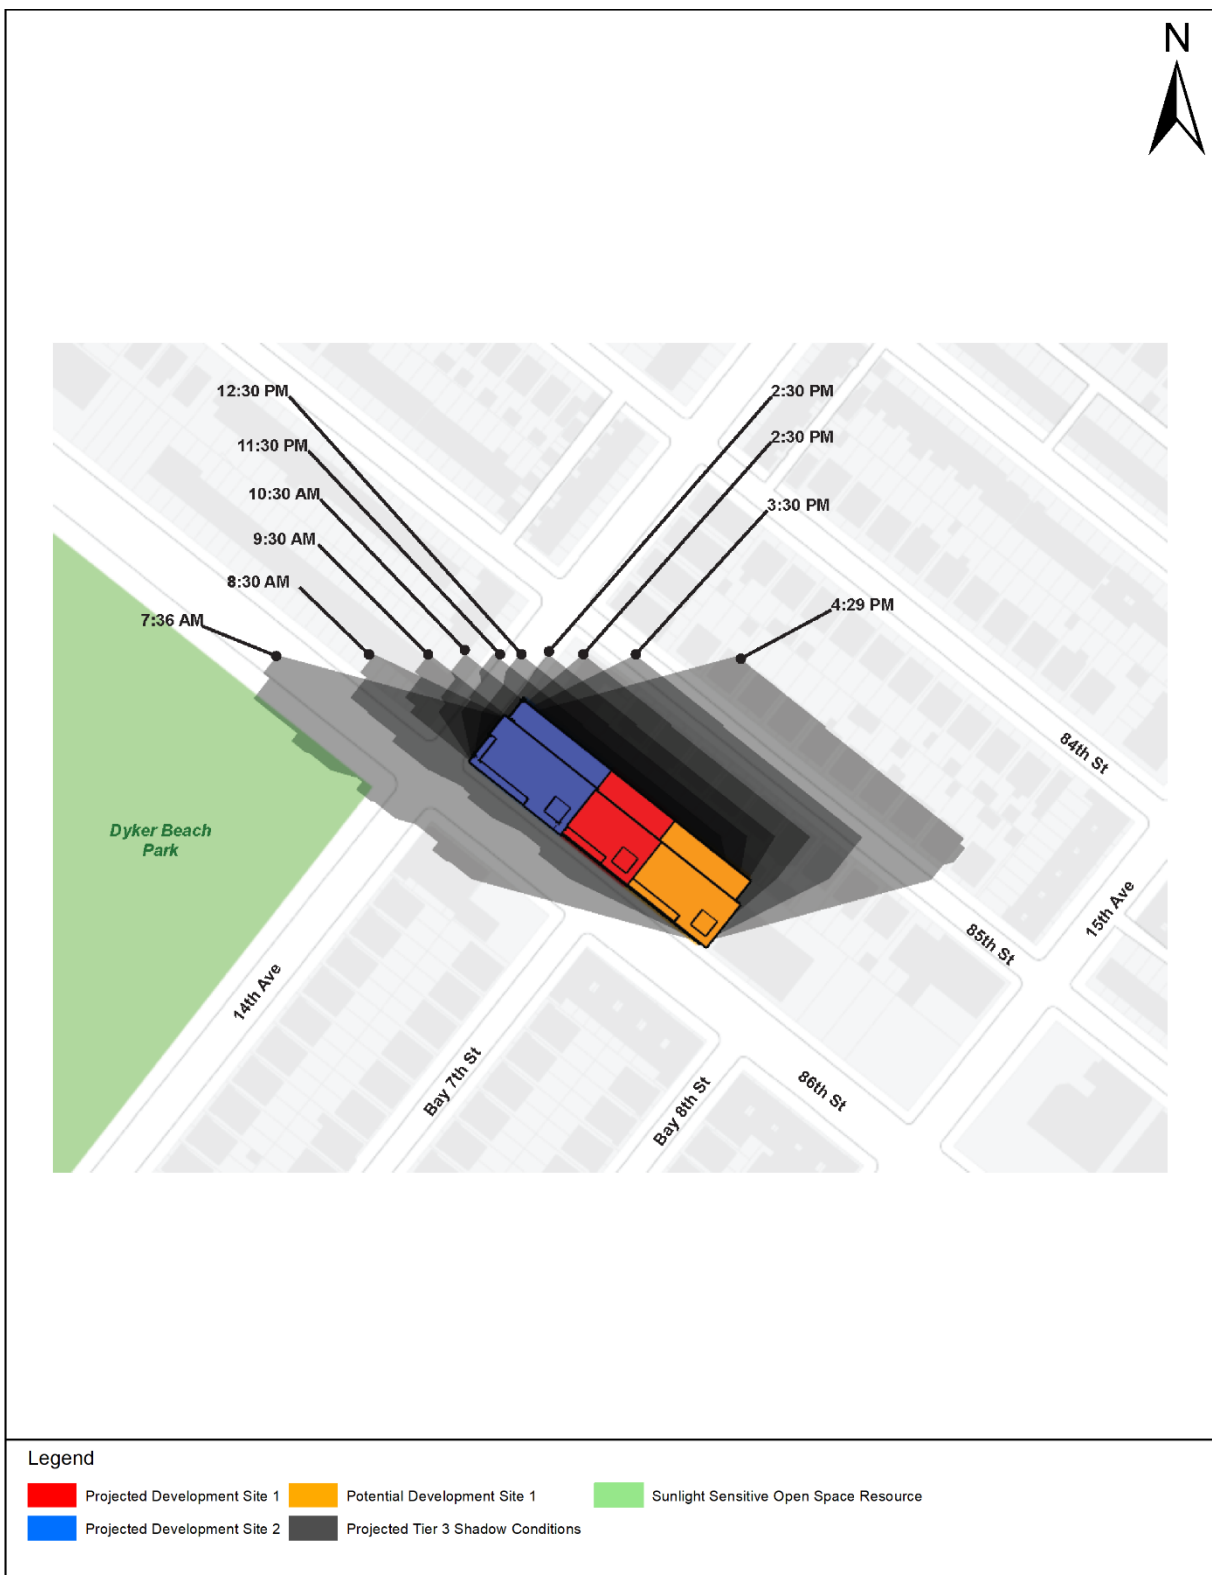 N
12:30 PM
2:30 PM
11:30 PM
2:30 PM
10:30 AM
3:30 PM
9:30 AM
8:30 AM
4:29 PM
7:36 AM
84th St
Dyker Beach
Park
15th Ave
85th St
14th Ave
Bay 7th St
86th St
Bay 8th St
Legend
Projected Development Site 1
Potential Development Site 1
Sunlight Sensitive Open Space Resource
Projected Development Site 2
Projected Tier 3 Shadow Conditions